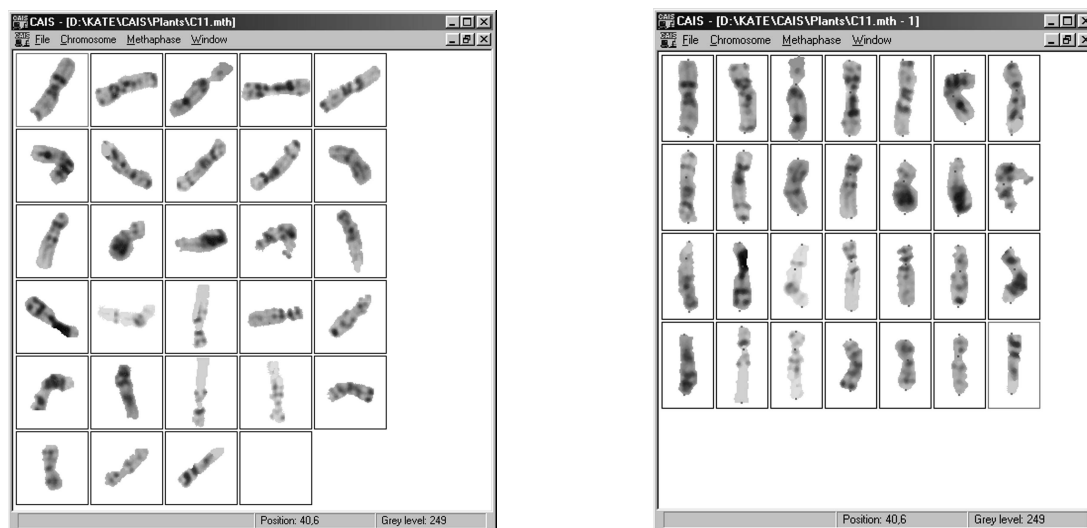 CAIS - [D:\KATE\CAIS\Plants\C11.mth]
File Chromosome Methaphase Window
Position: 40,6 Grey level: 249
CAIS - [D:\KATE\CAIS\Plants\C11.mth - 1]
File Chromosome Methaphase Window
Position: 40,6 Grey level: 249